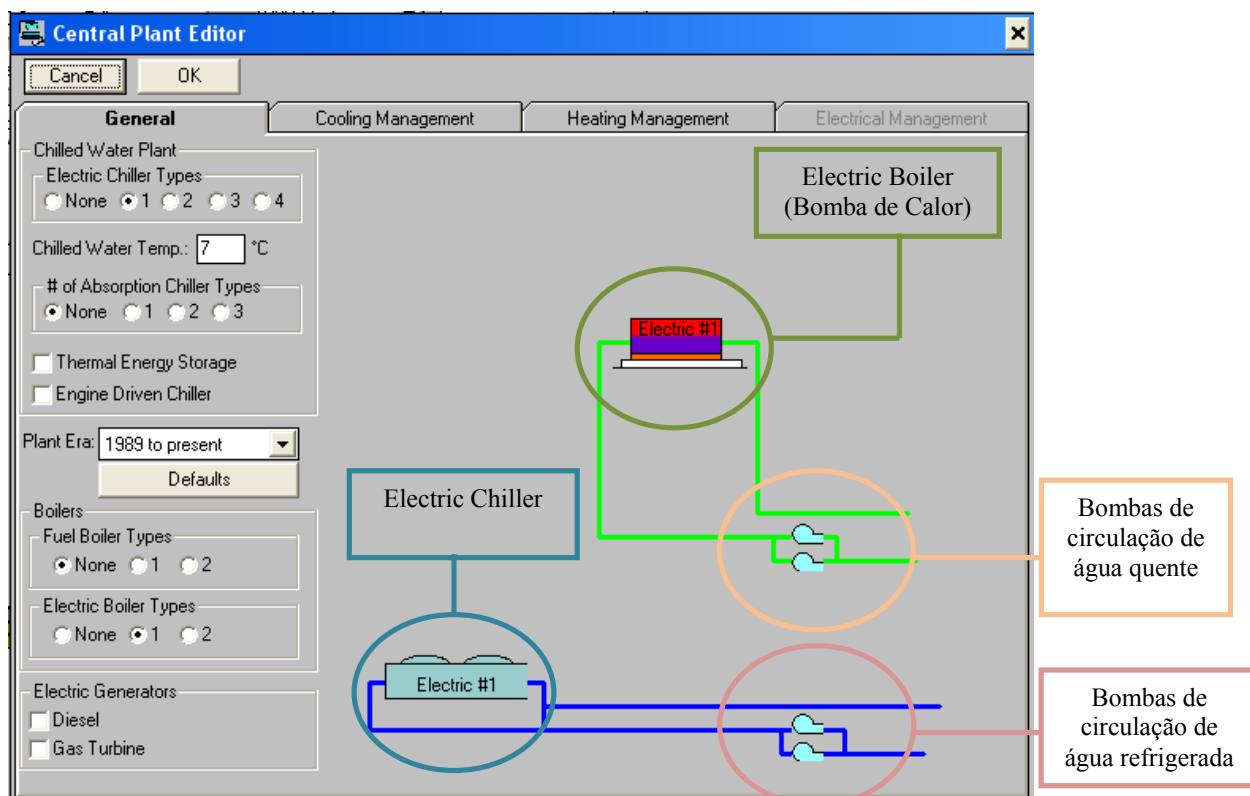 Central Plant Editor
Cancel OK
General Cooling Management Heating Management Electrical Management
Chilled Water Plant
Electric Chiller Types
None 1 2 3 4
Chilled Water Temp.: 7 °C
# of Absorption Chiller Types
None 1 2 3
Thermal Energy Storage
Engine Driven Chiller
Plant Era: 1989 to present
Defaults
Boilers
Fuel Boiler Types
None 1 2
Electric Boiler Types
None 1 2
Electric Generators
Diesel
Gas Turbine
Electric Boiler
(Bomba de Calor)
Electric #1
Electric Chiller
Electric #1
Bombas de
circulação de
água quente
Bombas de
circulação de
água refrigerada